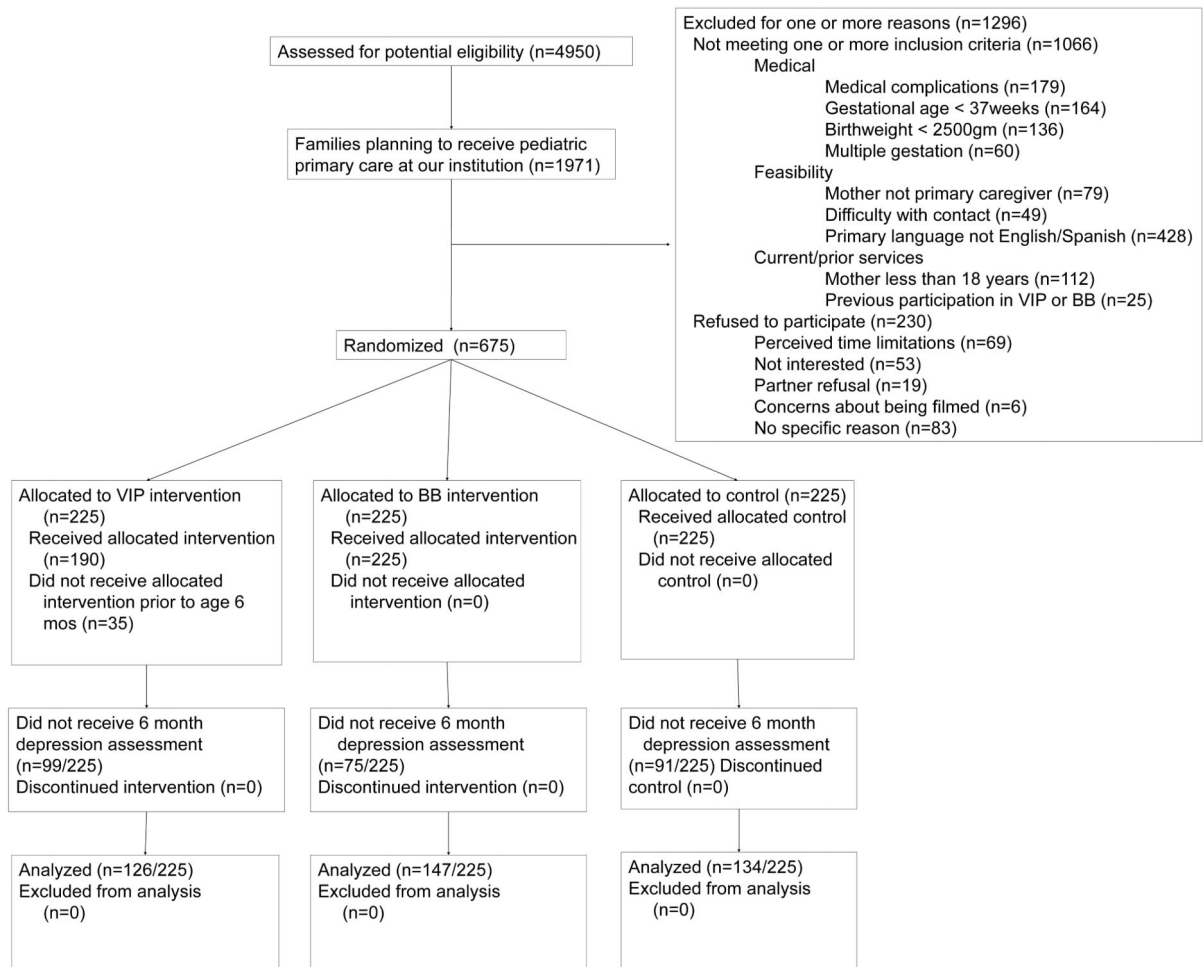 Assessed for potential eligibility (n=4950)
Families planning to receive pediatric
primary care at our institution (n=1971)
Excluded for one or more reasons (n=1296)
Not meeting one or more inclusion criteria (n=1066)
Medical
Medical complications (n=179)
Gestational age < 37weeks (n=164)
Birthweight < 2500gm (n=136)
Multiple gestation (n=60)
Feasibility
Mother not primary caregiver (n=79)
Difficulty with contact (n=49)
Primary language not English/Spanish (n=428)
Current/prior services
Mother less than 18 years (n=112)
Previous participation in VIP or BB (n=25)
Refused to participate (n=230)
Perceived time limitations (n=69)
Not interested (n=53)
Partner refusal (n=19)
Concerns about being filmed (n=6)
No specific reason (n=83)
Randomized (n=675)
Allocated to VIP intervention
(n=225)
Received allocated intervention
(n=190)
Did not receive allocated
intervention prior to age 6
mos (n=35)
Allocated to BB intervention
(n=225)
Received allocated intervention
(n=225)
Did not receive allocated
intervention (n=0)
Allocated to control (n=225)
Received allocated control
(n=225)
Did not receive allocated
control (n=0)
Did not receive 6 month
depression assessment
(n=99/225)
Discontinued intervention (n=0)
Did not receive 6 month
depression assessment
(n=75/225)
Discontinued intervention (n=0)
Did not receive 6 month
depression assessment
(n=91/225) Discontinued
control (n=0)
Analyzed (n=126/225)
Excluded from analysis
(n=0)
Analyzed (n=147/225)
Excluded from analysis
(n=0)
Analyzed (n=134/225)
Excluded from analysis
(n=0)